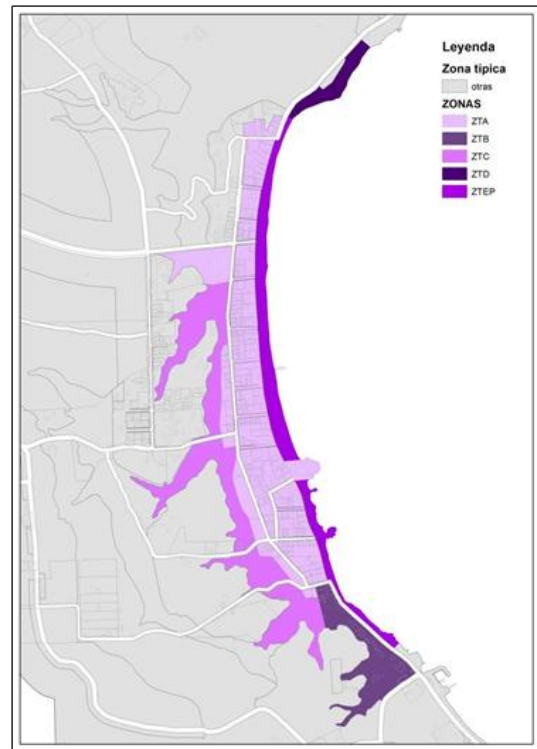 Leyenda
Zona típica
otras
ZONAS
ZTA
ZTB
ZTC
ZTD
ZTEP